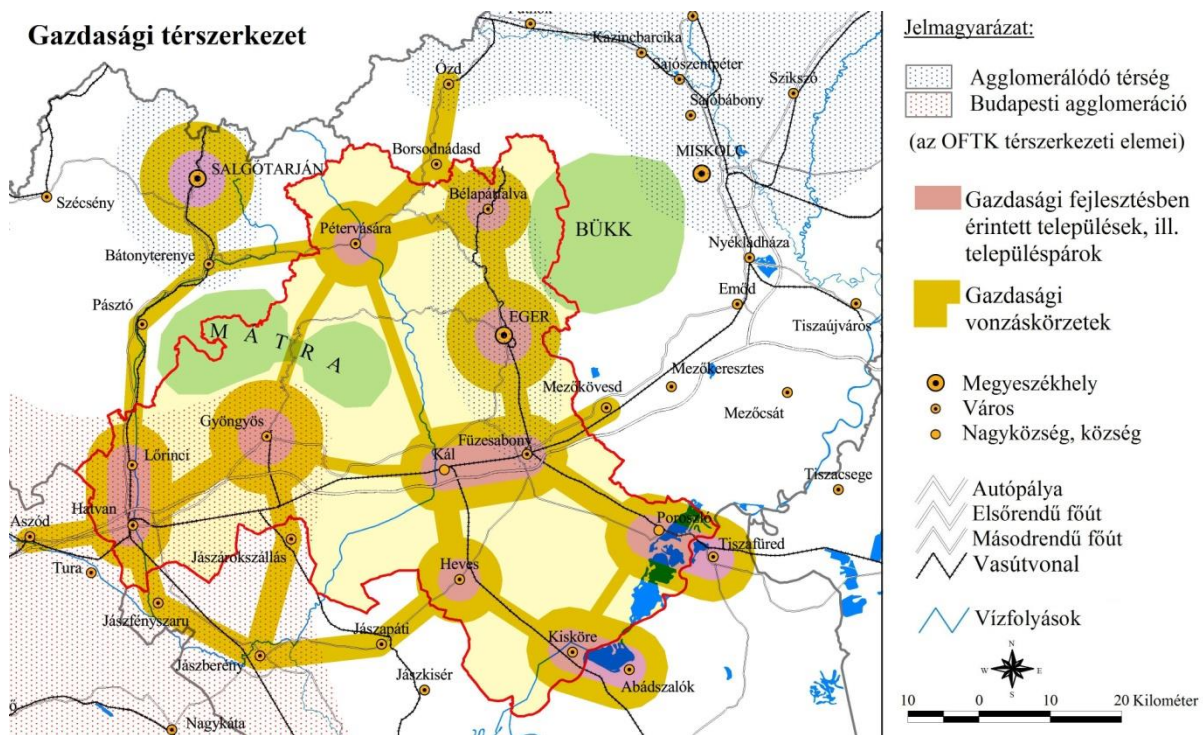 Gazdasági térszerkezet
Kazincbarcika
Ózd
Sajószentpéter
Szikszó
Sajóbábony
Borsodnádasd
MISKOLC
SALGÓTARJÁN
Szécsény
Bélapátfalva
Pétervására
BÜKK
Nyékládháza
Bátonyterenye
Emőd
Pásztó
EGER
Tiszaújváros
MÁTRA
Mezőkeresztes
Mezőkövesd
Mezőcsát
Gyöngyös
Füzesabony
Lőrinci
Kál
Tiszacsege
Hatvan
Aszód
Poroszló
Jászárokszállás
Tiszafüred
Tura
Heves
Jászfényszaru
Jászapáti
Kisköre
Jászberény
Jászkisér
Abádszalók
Nagykáta
Jelmagyarázat:
Agglomerálódó térség
Budapesti agglomeráció
(az OFTK térszerkezeti elemei)
Gazdasági fejlesztésben
érintett települések, ill.
településpárok
Gazdasági
vonzáskörzetek
Megyeszékhely
Város
Nagyközség, község
Autópálya
Elsőrendű főút
Másodrendű főút
Vasútvonal
Vízfolyások
N
W E
S
10 0 10 20 Kilométer